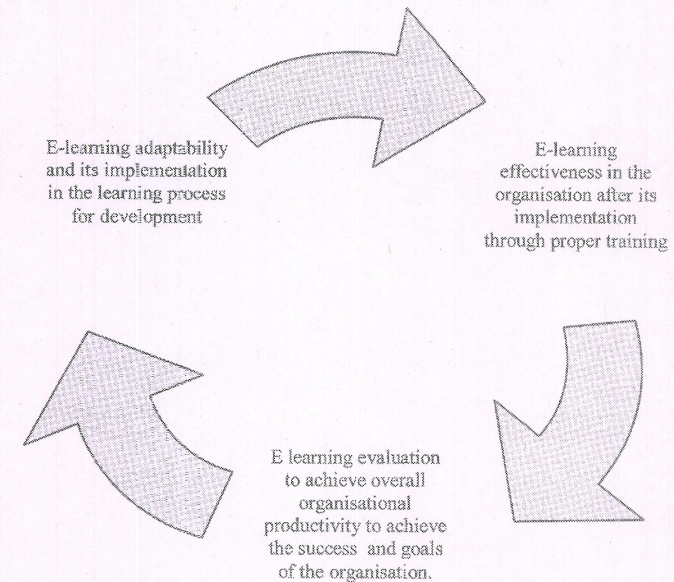 E-learning adaptability
and its implementation
in the learning process
for development
E-learning
effectiveness in the
organisation after its
implementation
through proper training
E learning evaluation
to achieve overall
organisational
productivity to achieve
the success and goals
of the organisation.